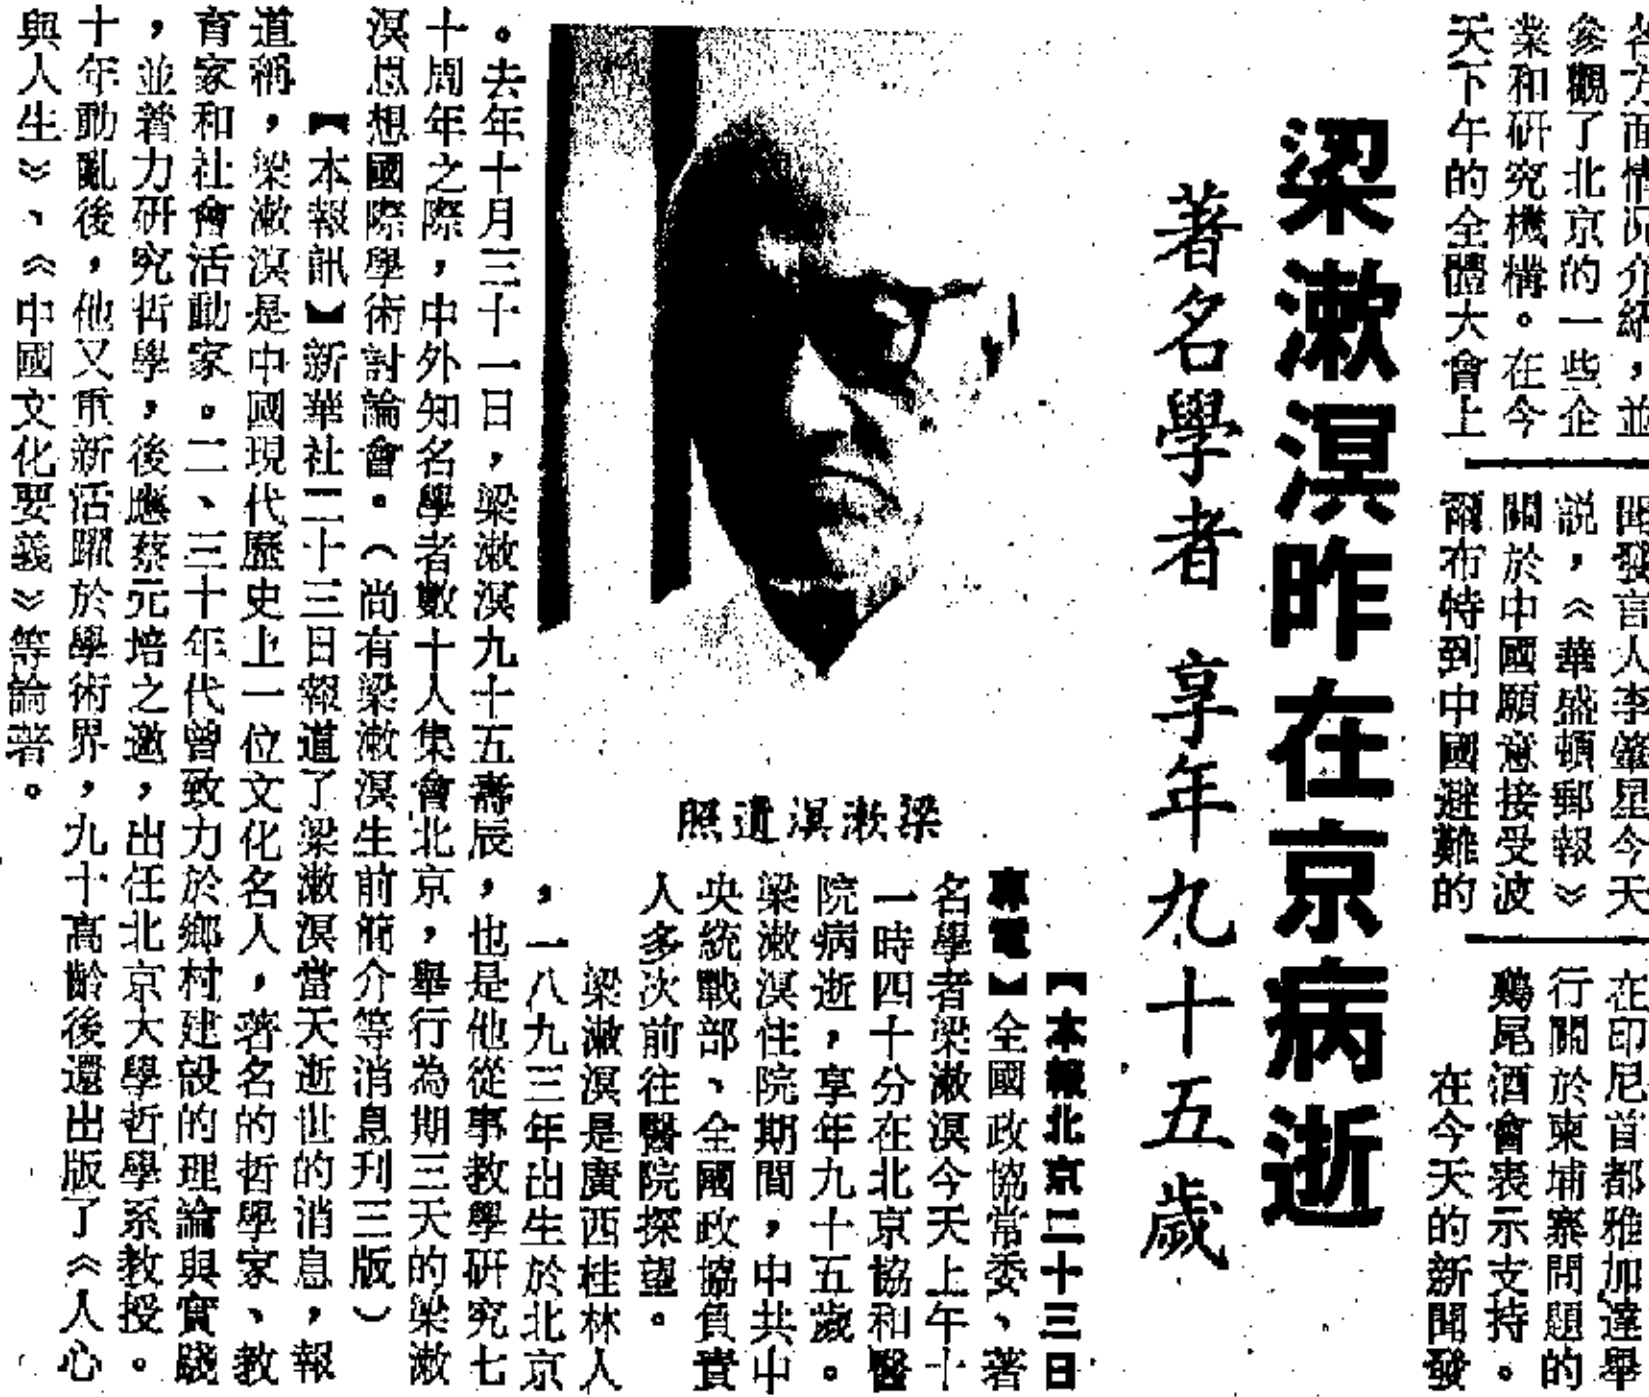 各方面情況介紹，並
參觀了北京的一些企
業和研究機構。在今
天下午的全體大會上
聞發言人李肇星今天
說，《華盛頓郵報》
關於中國願意接受波
爾布特到中國避難的
在印尼首都雅加達舉
行關於柬埔寨問題的
鷄尾酒會表示支持。
在今天的新聞發
梁漱溟昨在京病逝
著名學者 享年九十五歲
梁漱溟遺照
【本報北京二十三日
專電】全國政協常委、著
名學者梁漱溟今天上午十
一時四十分在北京協和醫
院病逝，享年九十五歲。
梁漱溟住院期間，中共中
央統戰部、全國政協負責
人多次前往醫院探望。
梁漱溟是廣西桂林人
，一八九三年出生於北京
。去年十月三十一日，梁漱溟九十五壽辰，也是他從事教學研究七
十周年之際，中外知名學者數十人集會北京，舉行為期三天的梁漱
溟思想國際學術討論會。（尚有梁漱溟生前簡介等消息刊三版）
【本報訊】新華社二十三日報道了梁漱溟當天逝世的消息，報
道稱，梁漱溟是中國現代歷史上一位文化名人，著名的哲學家、教
育家和社會活動家。二、三十年代曾致力於鄉村建設的理論與實踐
，並着力研究哲學，後應蔡元培之邀，出任北京大學哲學系教授。
十年動亂後，他又重新活躍於學術界，九十高齡後還出版了《人心
與人生》、《中國文化要義》等論著。